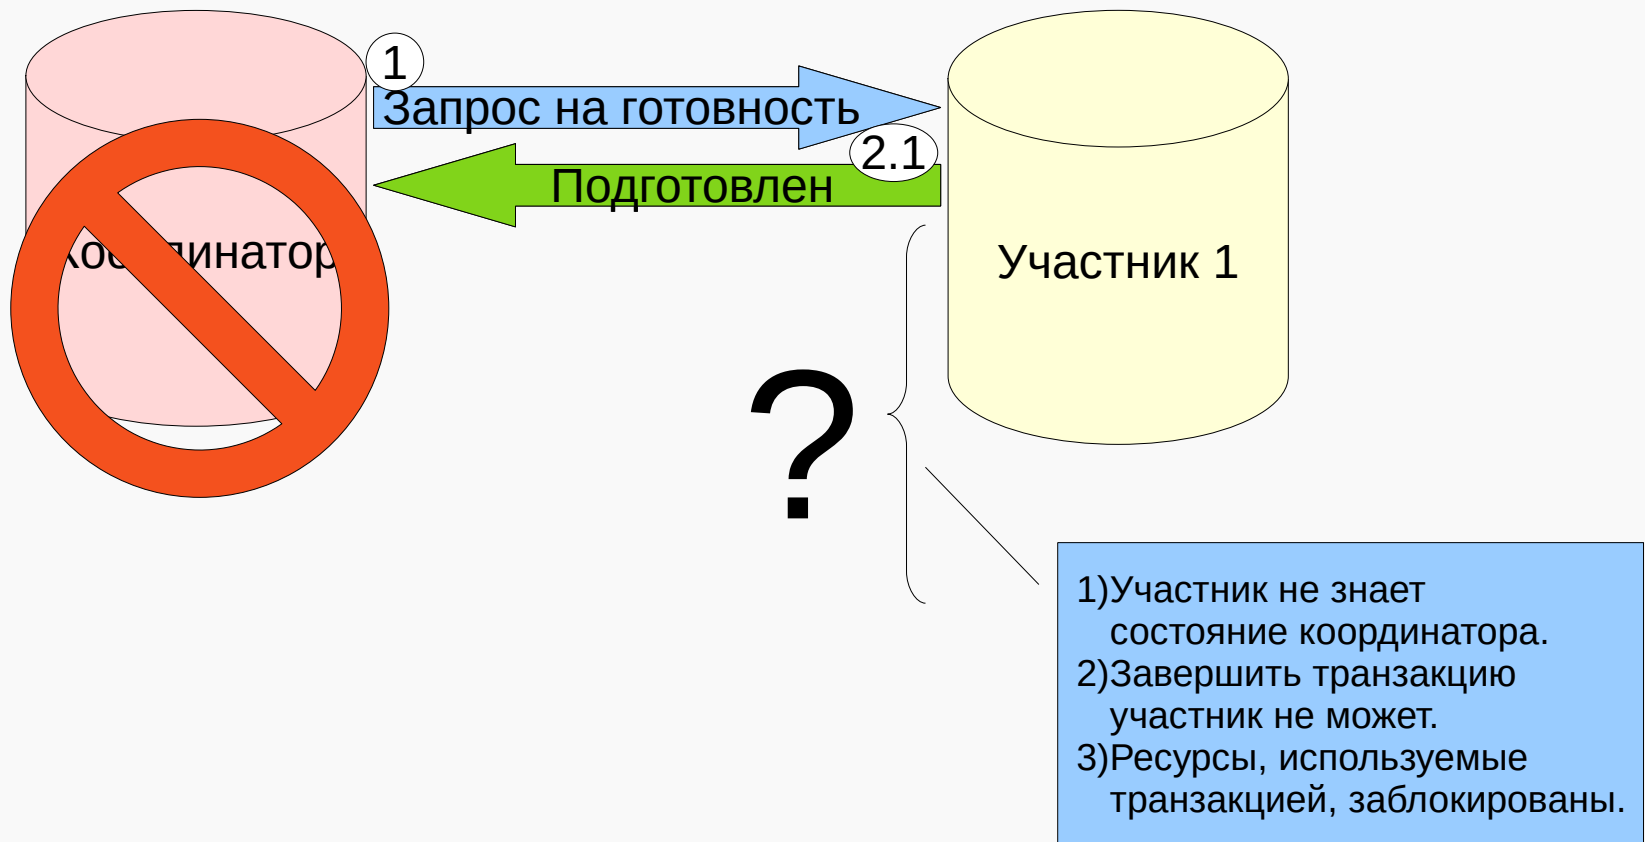 1
Запрос на готовность
2.1
Подготовлен
Координатор
Участник 1
?
1)Участник не знает
состояние координатора.
2)Завершить транзакцию
участник не может.
3)Ресурсы, используемые
транзакцией, заблокированы.